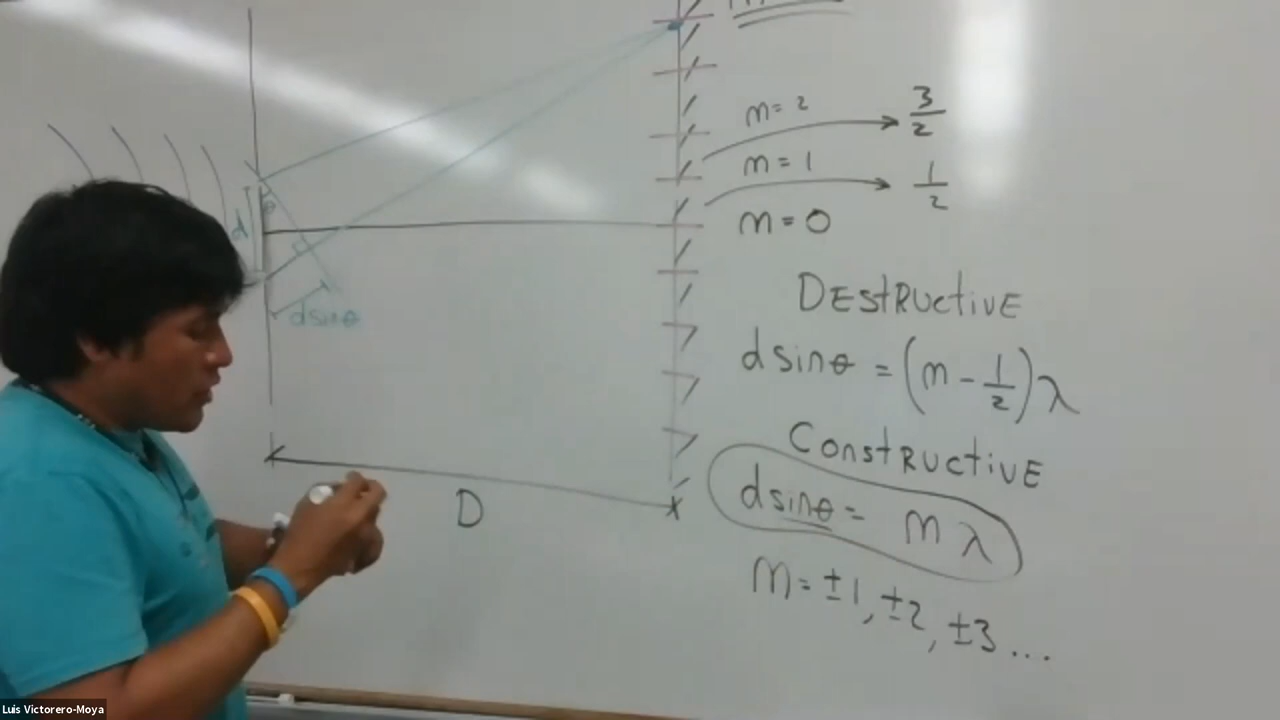 m = 2 → 3/2
m = 1 → 1/2
m = 0
θ
d
dsinθ
DEStRUctivE
dsinθ = (m - 1/2)λ
ConstRUctivE
dsinθ = mλ
m = ±1, ±2, ±3 ...
D
Luis Victorero-Moya